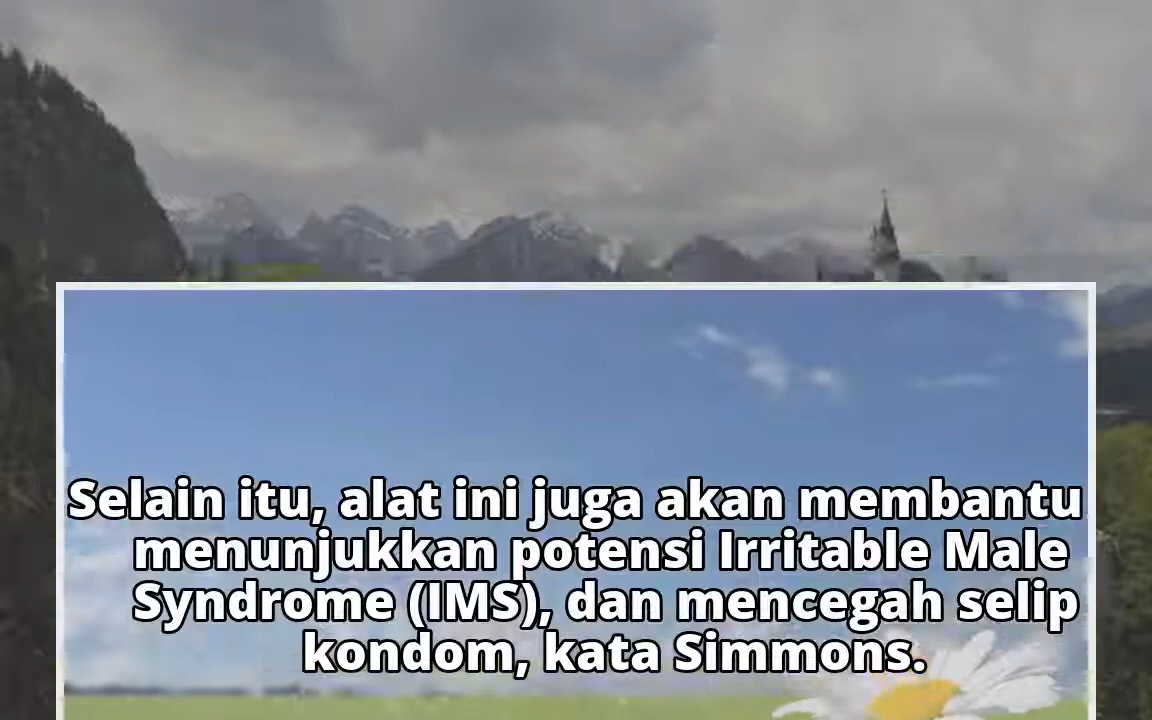 Selain itu, alat ini juga akan membantu
menunjukkan potensi Irritable Male
Syndrome (IMS), dan mencegah selip
kondom, kata Simmons.